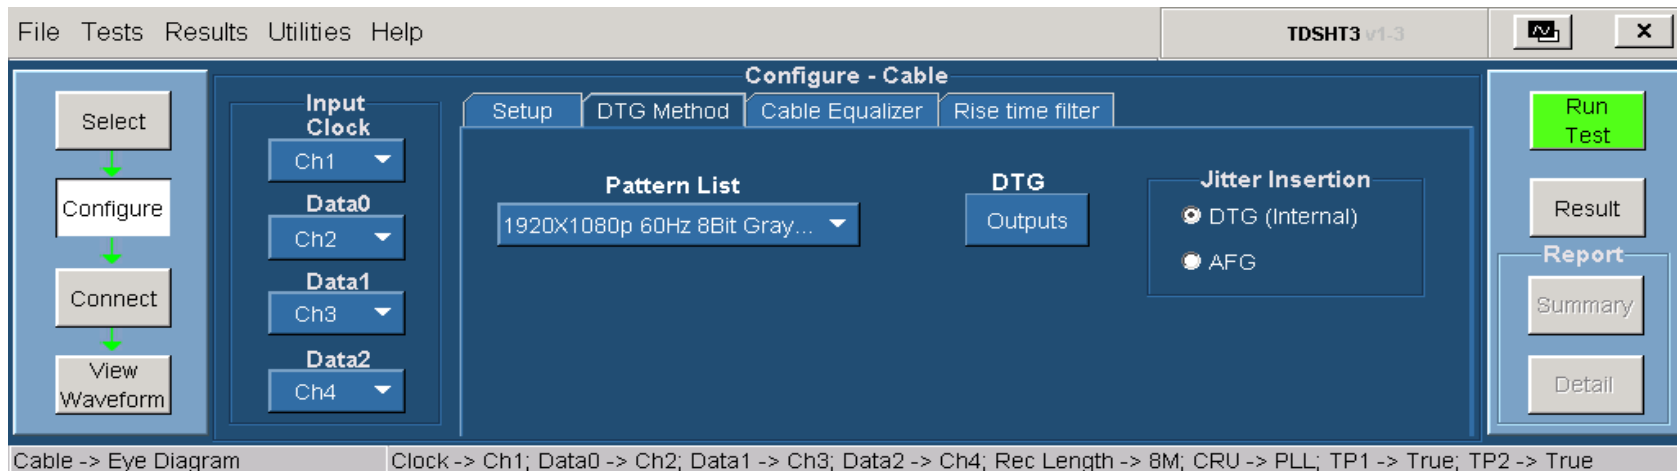 File Tests Results Utilities Help
TDSHT3 v1-3
Select
Configure
Connect
View
Waveform
Configure - Cable
Input
Clock
Ch1
Data0
Ch2
Data1
Ch3
Data2
Ch4
Setup DTG Method Cable Equalizer Rise time filter
Pattern List
1920X1080p 60Hz 8Bit Gray...
DTG
Outputs
Jitter Insertion
DTG (Internal)
AFG
Run
Test
Result
Report
Summary
Detail
Cable -> Eye Diagram
Clock -> Ch1; Data0 -> Ch2; Data1 -> Ch3; Data2 -> Ch4; Rec Length -> 8M; CRU -> PLL; TP1 -> True; TP2 -> True